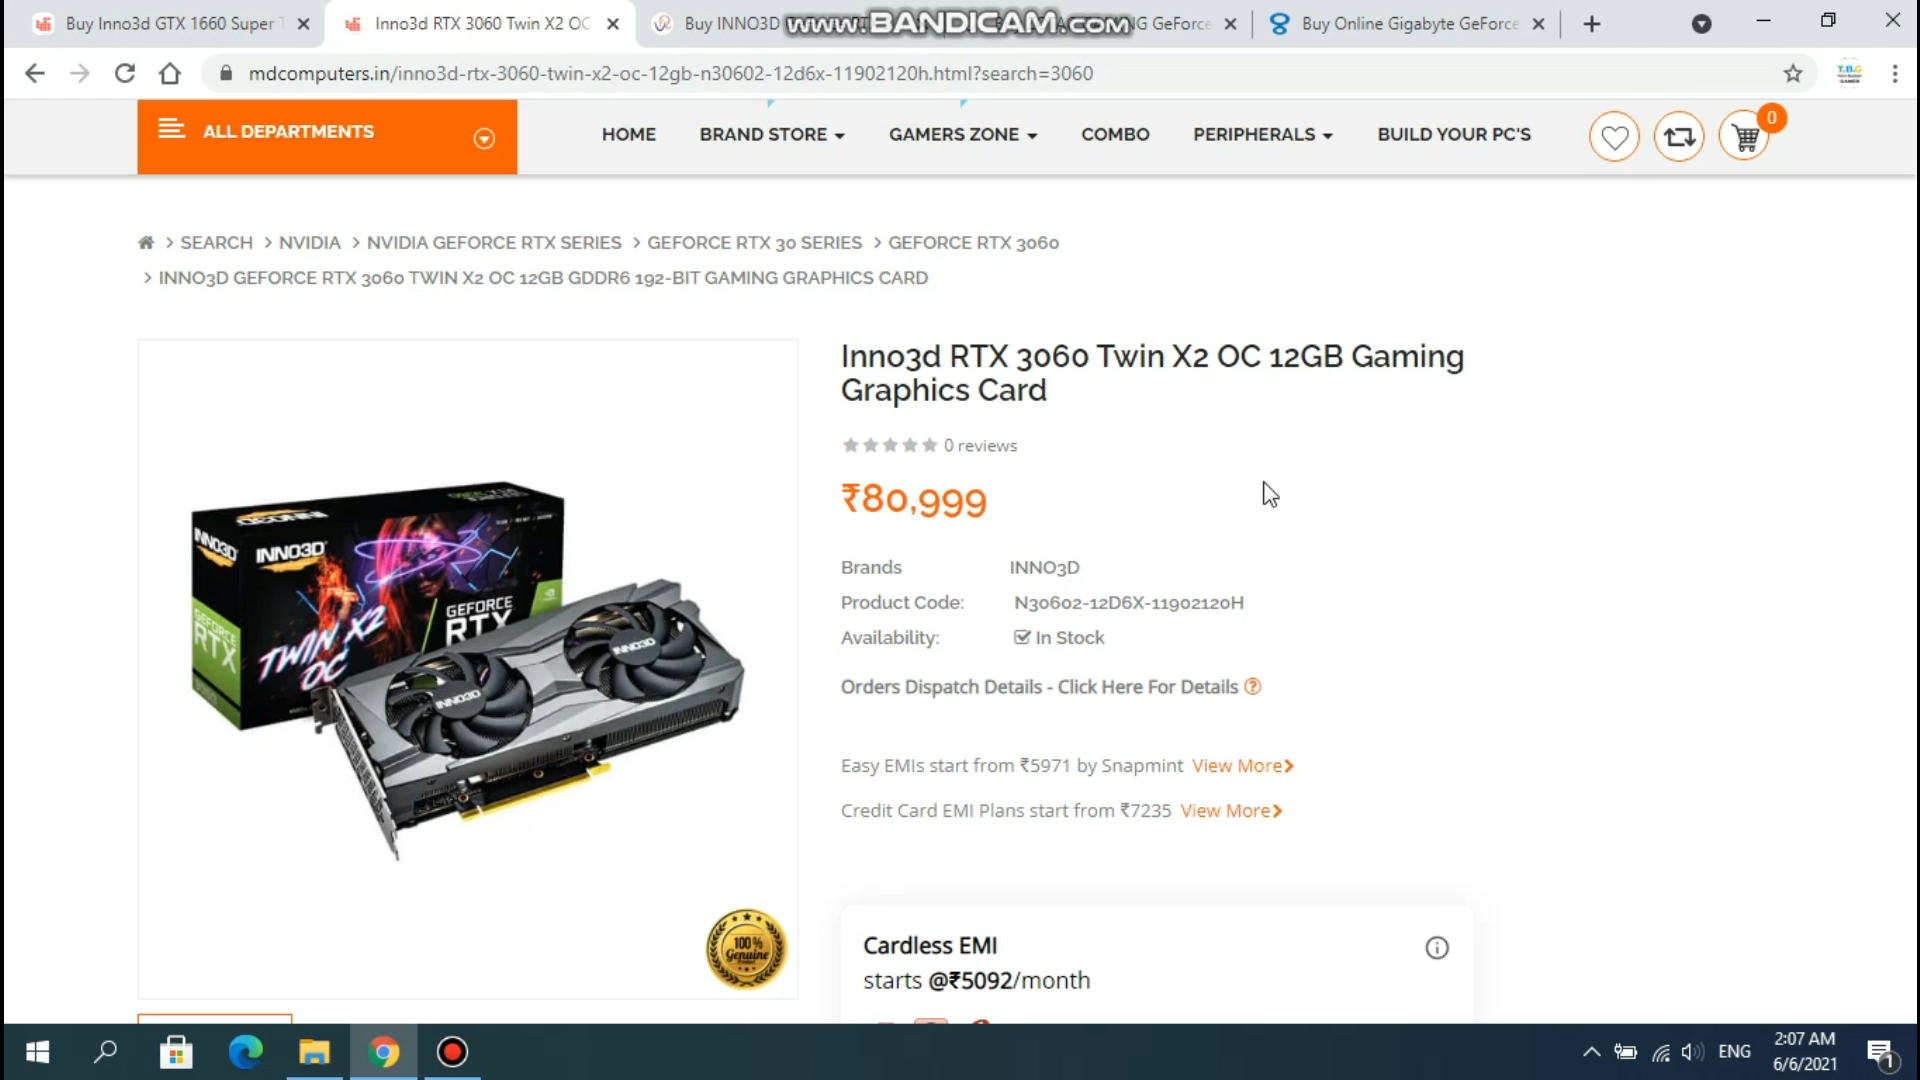 Buy Inno3d GTX 1660 Super
Inno3d RTX 3060 Twin X2 OC
Buy INNO3D
www.BANDICAM.com
NG GeForce
Buy Online Gigabyte GeForce
mdcomputers.in/inno3d-rtx-3060-twin-x2-oc-12gb-n30602-12d6x-11902120h.html?search=3060
T.B.G
ALL DEPARTMENTS
HOME
BRAND STORE
GAMERS ZONE
COMBO
PERIPHERALS
BUILD YOUR PC'S
0
> SEARCH > NVIDIA > NVIDIA GEFORCE RTX SERIES > GEFORCE RTX 30 SERIES > GEFORCE RTX 3060
> INNO3D GEFORCE RTX 3060 TWIN X2 OC 12GB GDDR6 192-BIT GAMING GRAPHICS CARD
Inno3d RTX 3060 Twin X2 OC 12GB Gaming
Graphics Card
0 reviews
₹80,999
Brands INNO3D
Product Code: N30602-12D6X-11902120H
Availability: In Stock
Orders Dispatch Details - Click Here For Details ?
Easy EMIs start from ₹5971 by Snapmint View More>
Credit Card EMI Plans start from ₹7235 View More>
Cardless EMI
starts @₹5092/month
INNO3D
INNO3D
GEFORCE
RTX
GEFORCE
RTX
TWIN X2
OC
INNO3D
INNO3D
100%
Genuine
ENG
2:07 AM
6/6/2021
1